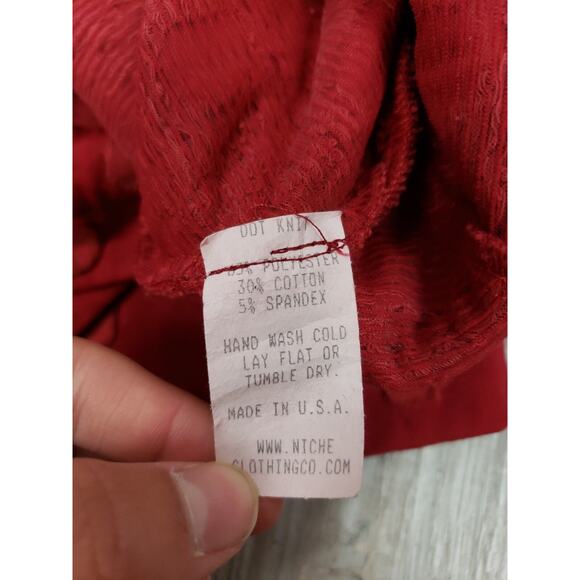 DOT KNIT
65% POLYESTER
30% COTTON
5% SPANDEX
HAND WASH COLD
LAY FLAT OR
TUMBLE DRY.
MADE IN U.S.A.
WWW.NICHE
CLOTHINGCO.COM